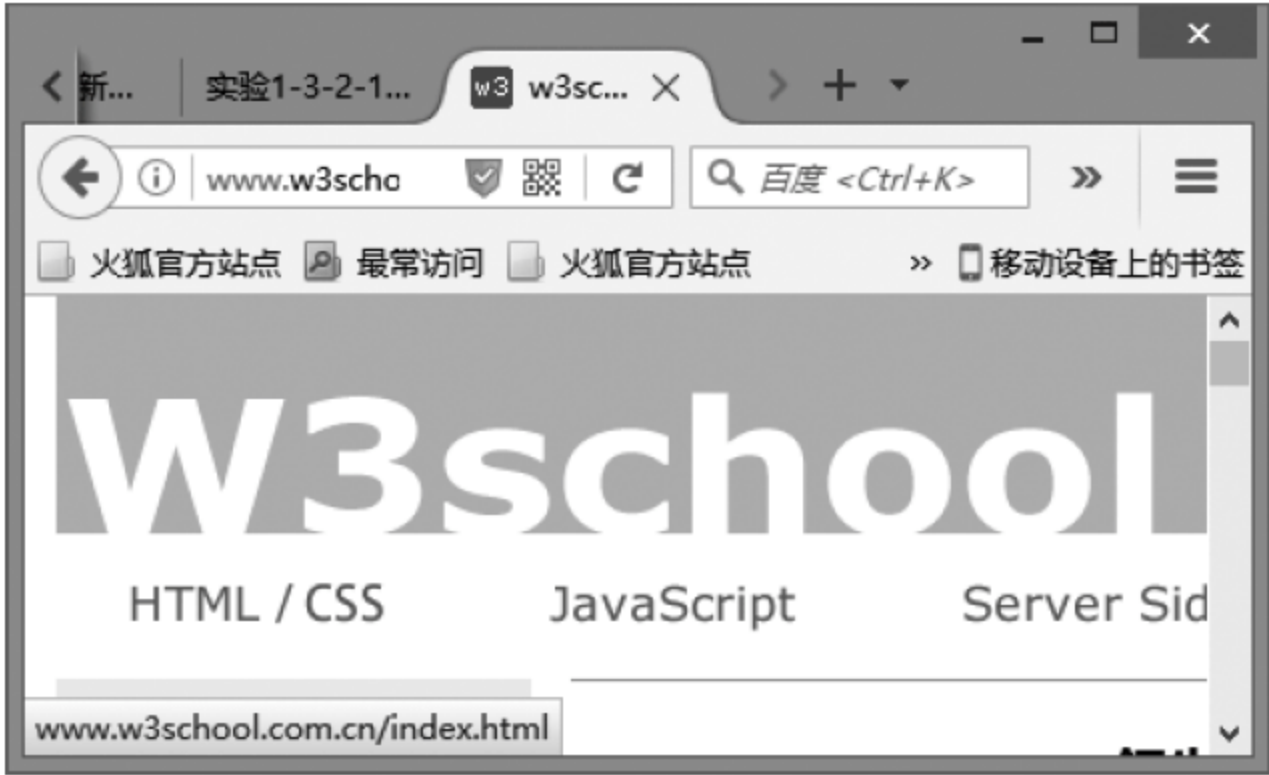 新... 实验1-3-2-1... w3 w3sc...
www.w3scho 百度 <Ctrl+K>
火狐官方站点 最常访问 火狐官方站点 移动设备上的书签
W3school
HTML / CSS JavaScript Server Sid
www.w3school.com.cn/index.html